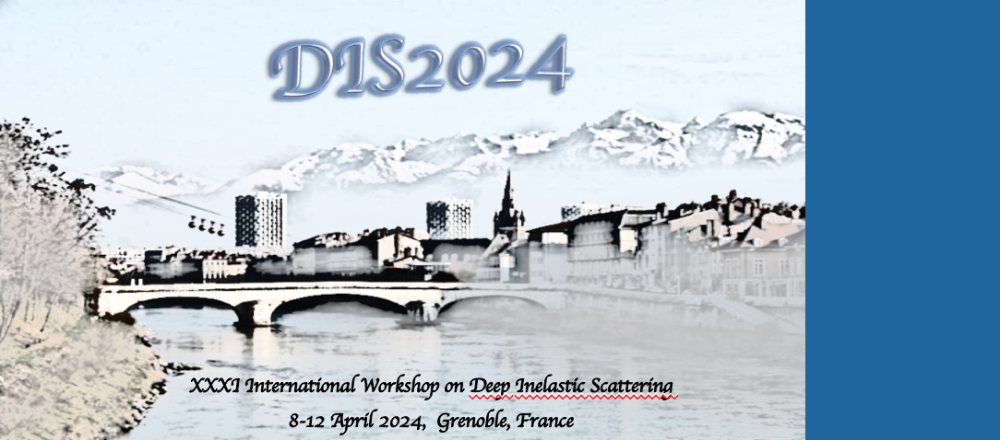 DIS2024
XXXI International Workshop on Deep Inelastic Scattering
8-12 April 2024, Grenoble, France